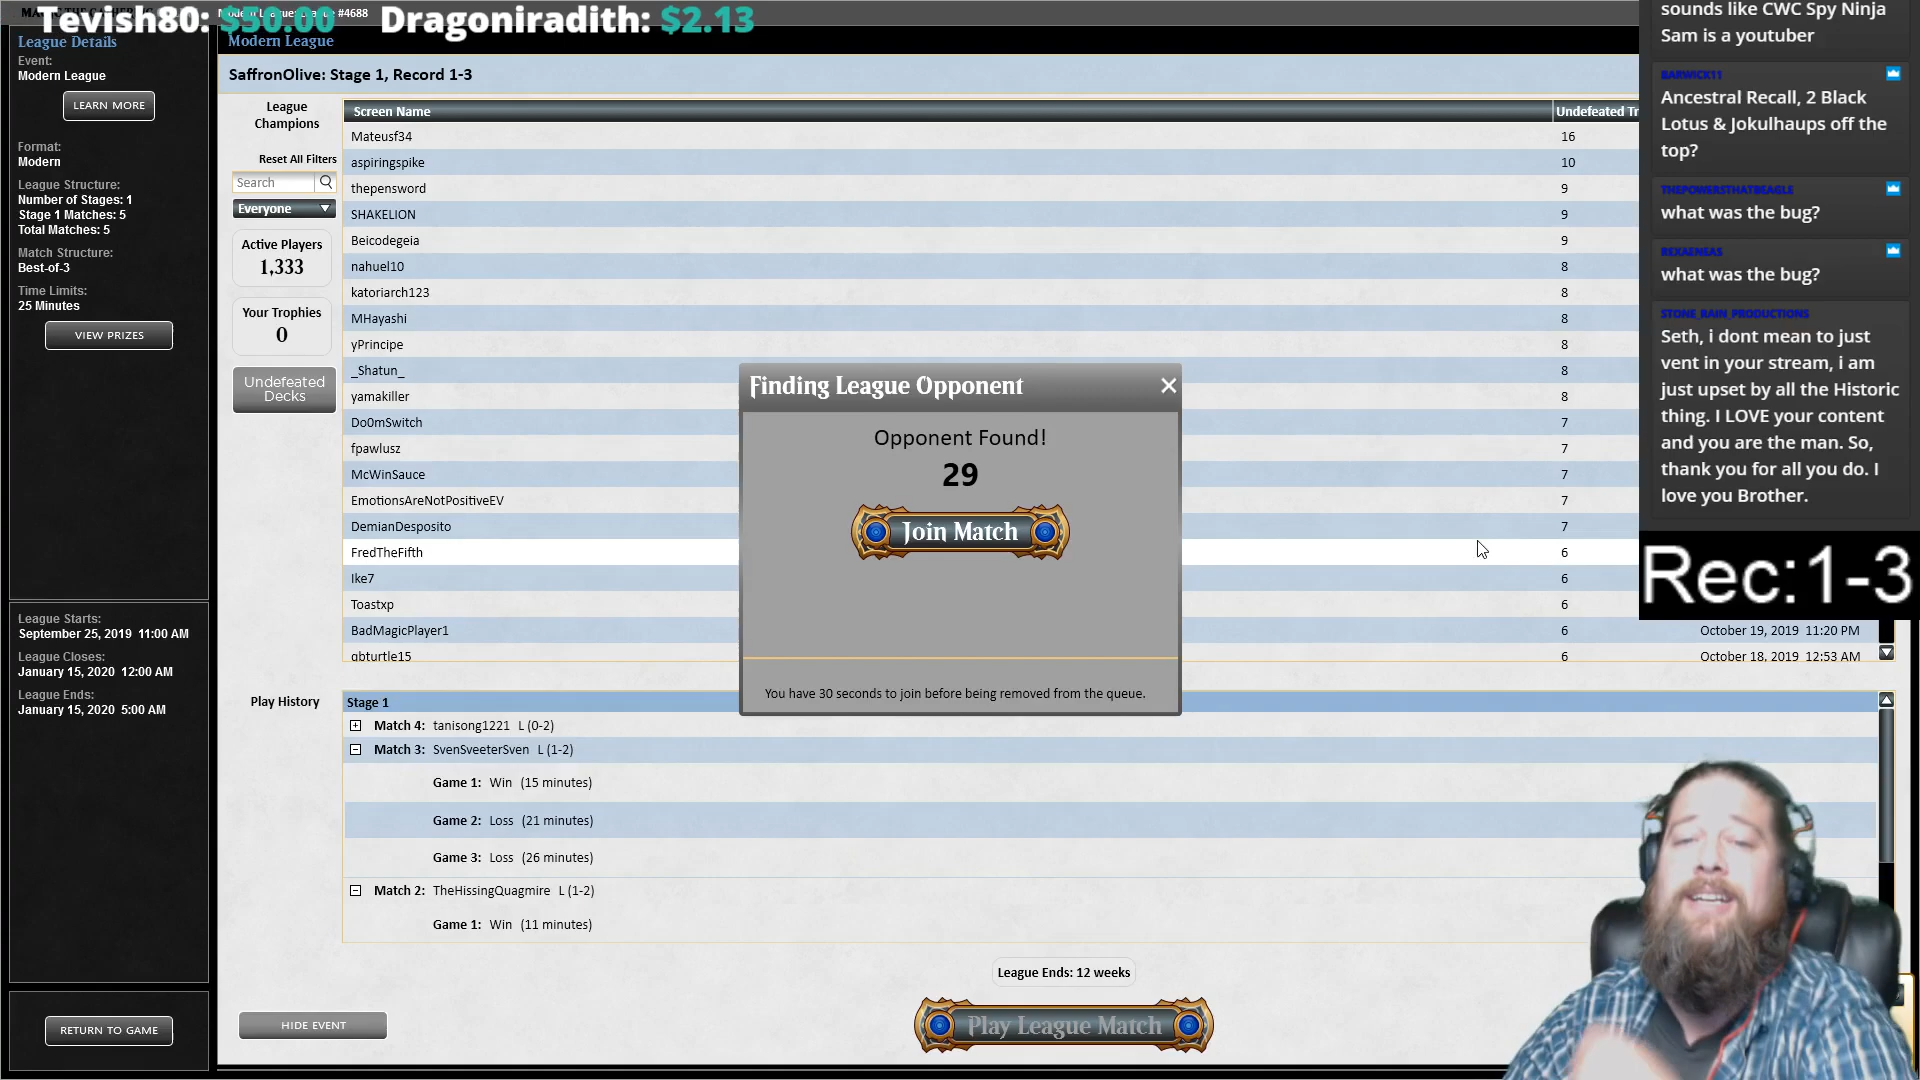 Tevish80: $50.00 Dragoniradith: $2.13
#4688
League Details
Event:
Modern League
LEARN MORE
Format:
Modern
League Structure:
Number of Stages: 1
Stage 1 Matches: 5
Total Matches: 5
Match Structure:
Best-of-3
Time Limits:
25 Minutes
VIEW PRIZES
League Starts:
September 25, 2019 11:00 AM
League Closes:
January 15, 2020 12:00 AM
League Ends:
January 15, 2020 5:00 AM
RETURN TO GAME
Modern League
SaffronOlive: Stage 1, Record 1-3
League
Champions
Reset All Filters
Search
Everyone
Active Players
1,333
Your Trophies
0
Undefeated
Decks
Screen Name Undefeated Tr
Mateusf34 16
aspiringspike 10
thepensword 9
SHAKELION 9
Beicodegeia 9
nahuel10 8
katoriarch123 8
MHayashi 8
yPrincipe 8
_Shatun_ 8
yamakiller 8
Do0mSwitch 7
fpawlusz 7
McWinSauce 7
EmotionsAreNotPositiveEV 7
DemianDesposito 7
FredTheFifth 6
Ike7 6
Toastxp 6
BadMagicPlayer1 6 October 19, 2019 11:20 PM
qbturtle15 6 October 18, 2019 12:53 AM
Finding League Opponent
Opponent Found!
29
Join Match
You have 30 seconds to join before being removed from the queue.
Play History
Stage 1
Match 4: tanisong1221 L (0-2)
Match 3: SvenSveeterSven L (1-2)
Game 1: Win (15 minutes)
Game 2: Loss (21 minutes)
Game 3: Loss (26 minutes)
Match 2: TheHissingQuagmire L (1-2)
Game 1: Win (11 minutes)
League Ends: 12 weeks
HIDE EVENT
Play League Match
sounds like CWC Spy Ninja
Sam is a youtuber
BARWICK11
Ancestral Recall, 2 Black
Lotus & Jokulhaups off the
top?
THEPOWERSTHATBEAGLE
what was the bug?
REXAENEAS
what was the bug?
STONE_RAIN_PRODUCTIONS
Seth, i dont mean to just
vent in your stream, i am
just upset by all the Historic
thing. I LOVE your content
and you are the man. So,
thank you for all you do. I
love you Brother.
Rec:1-3